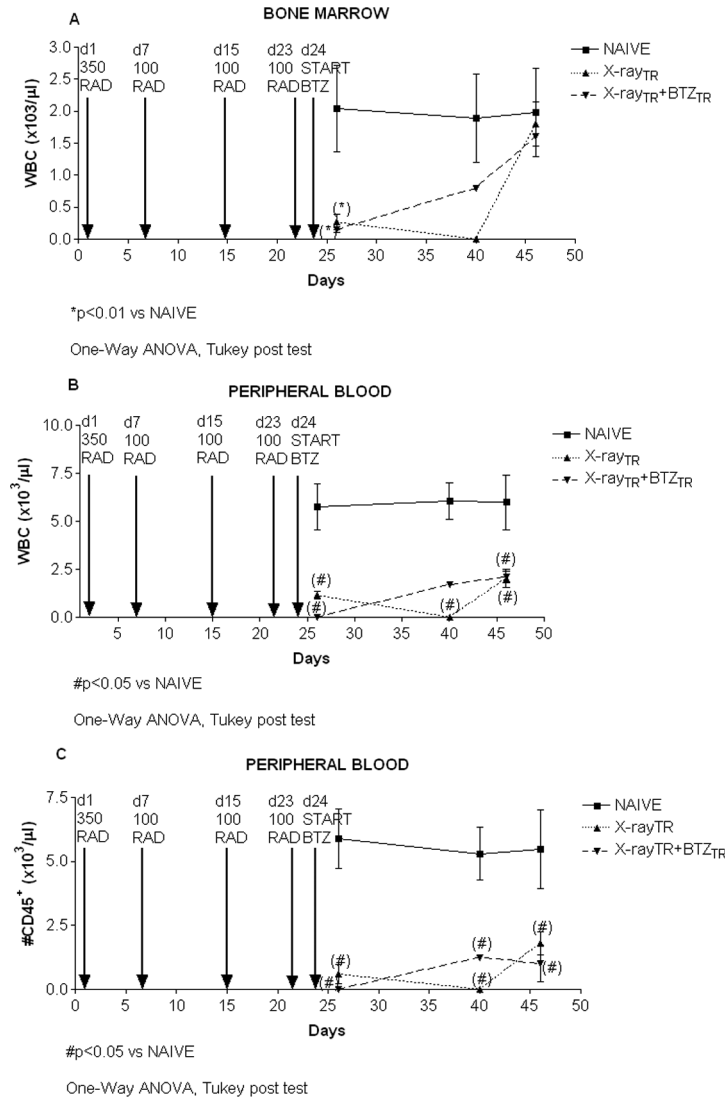 A
BONE MARROW
WBC (x103/µl)
3.0
2.5
2.0
1.5
1.0
0.5
0.0
d1 d7 d15 d23 d24
350 100 100 100 START
RAD RAD RAD RAD BTZ
(*)
(*)
0 5 10 15 20 25 30 35 40 45 50
Days
NAIVE
X-rayTR
X-rayTR+BTZTR
*p<0.01 vs NAIVE
One-Way ANOVA, Tukey post test
B
PERIPHERAL BLOOD
WBC (x10³/µl)
10.0
7.5
5.0
2.5
0.0
d1 d7 d15 d23 d24
350 100 100 100 START
RAD RAD RAD RAD BTZ
(#)
(#)
(#)
(#)
(#)
5 10 15 20 25 30 35 40 45 50
Days
NAIVE
X-rayTR
X-rayTR+BTZTR
#p<0.05 vs NAIVE
One-Way ANOVA, Tukey post test
C
PERIPHERAL BLOOD
#CD45⁺ (x10³/µl)
7.5
5.0
2.5
0.0
d1 d7 d15 d23 d24
350 100 100 100 START
RAD RAD RAD RAD BTZ
(#)
(#)
(#)
(#)
(#)
(#)
0 5 10 15 20 25 30 35 40 45 50
Days
NAIVE
X-rayTR
X-rayTR+BTZTR
#p<0.05 vs NAIVE
One-Way ANOVA, Tukey post test